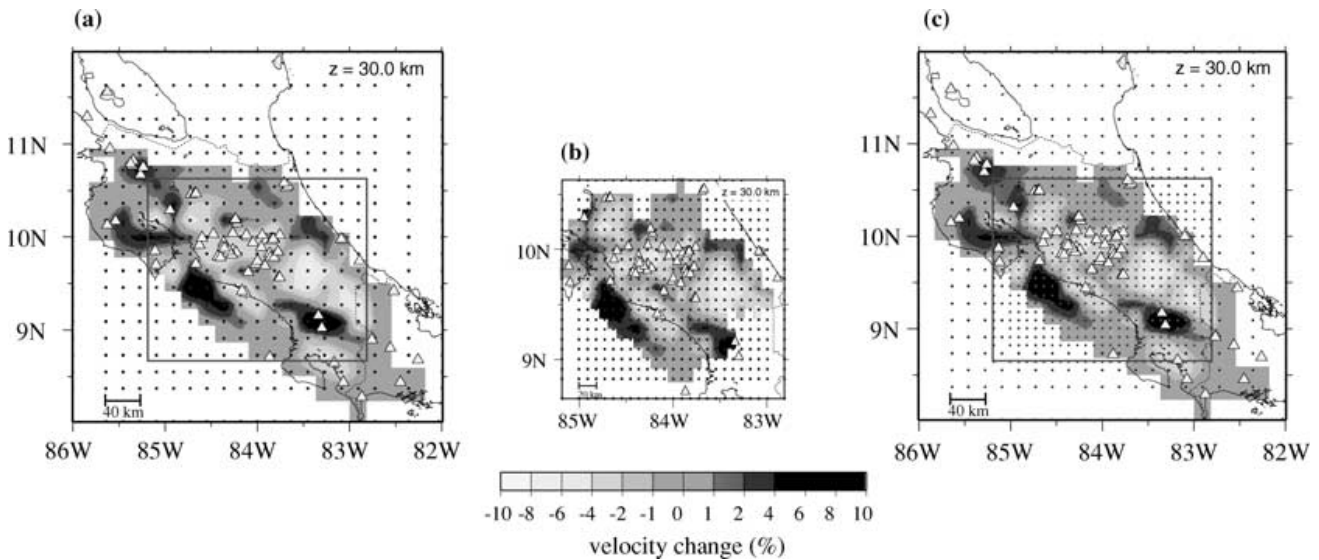 (a)
z = 30.0 km
11N
10N
9N
40 km
86W 85W 84W 83W 82W
(b)
z = 30.0 km
10N
9N
85W 84W 83W
(c)
z = 30.0 km
11N
10N
9N
40 km
86W 85W 84W 83W 82W
-10 -8 -6 -4 -2 -1 0 1 2 4 6 8 10
velocity change (%)